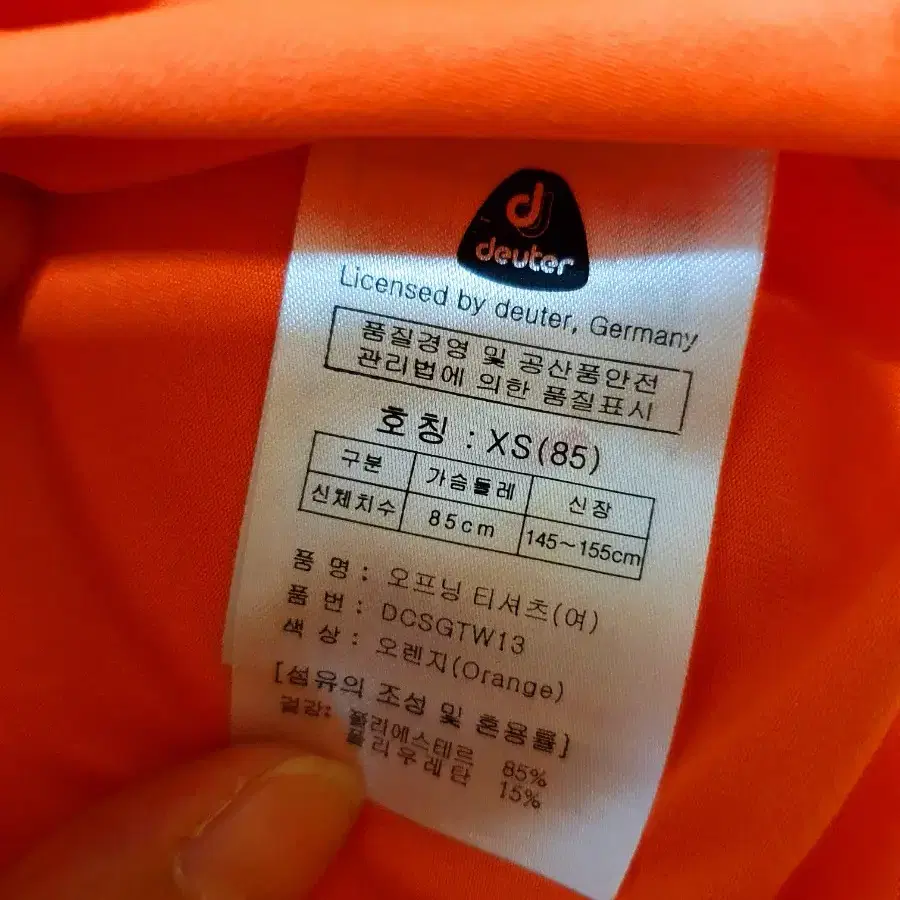 deuter
Licensed by deuter, Germany
품질경영 및 공산품안전
관리법에 의한 품질표시
호칭 : XS(85)
구분 가슴둘레 신장
신체치수 85cm 145~155cm
품 명 : 오프닝 티셔츠(여)
품 번 : DCSGTW13
색 상 : 오렌지(Orange)
[섬유의 조성 및 혼용률]
겉감: 폴리에스테르 85%
폴리우레탄 15%